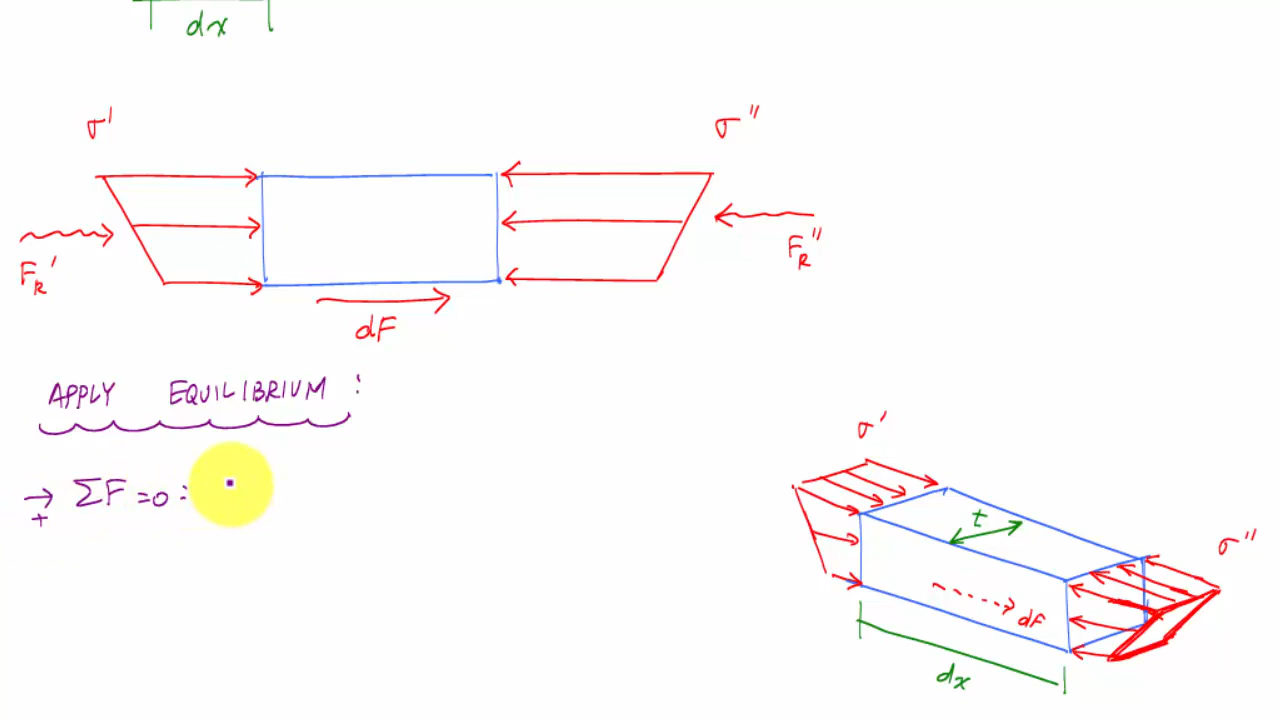 dx
σ' σ"
F_R' F_R"
dF
APPLY EQUILIBRIUM :
→+ ΣF = 0 :
σ'
t
σ"
dF
dx